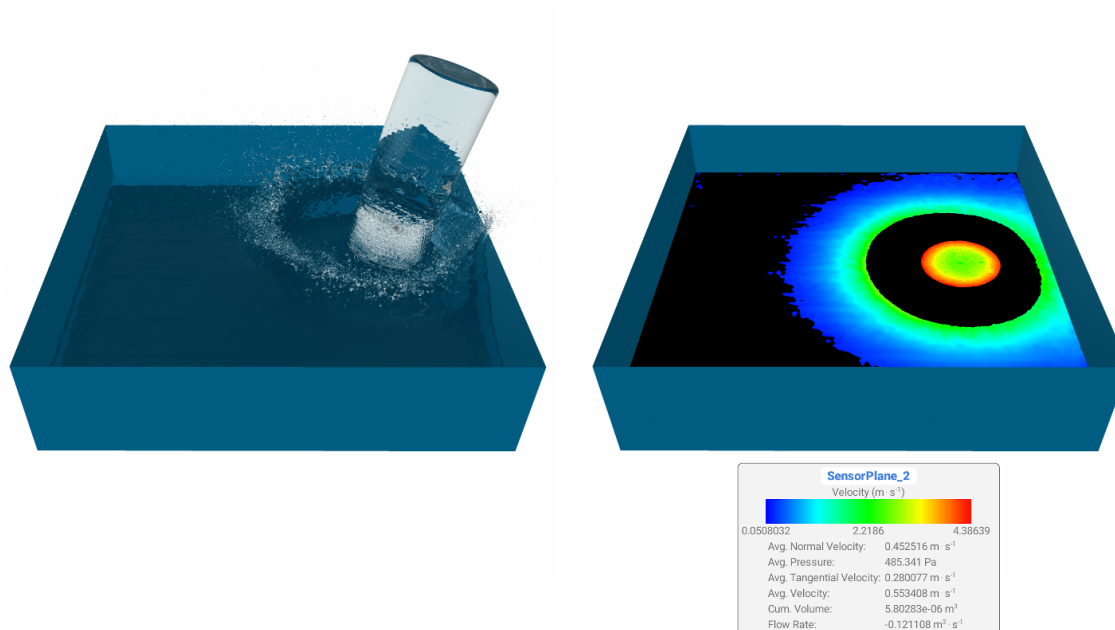 SensorPlane_2
Velocity (m · s⁻¹)
0.0508032 2.2186 4.38639
Avg. Normal Velocity: 0.452516 m · s⁻¹
Avg. Pressure: 485.341 Pa
Avg. Tangential Velocity: 0.280077 m · s⁻¹
Avg. Velocity: 0.553408 m · s⁻¹
Cum. Volume: 5.80283e-06 m³
Flow Rate: -0.121108 m³ · s⁻¹